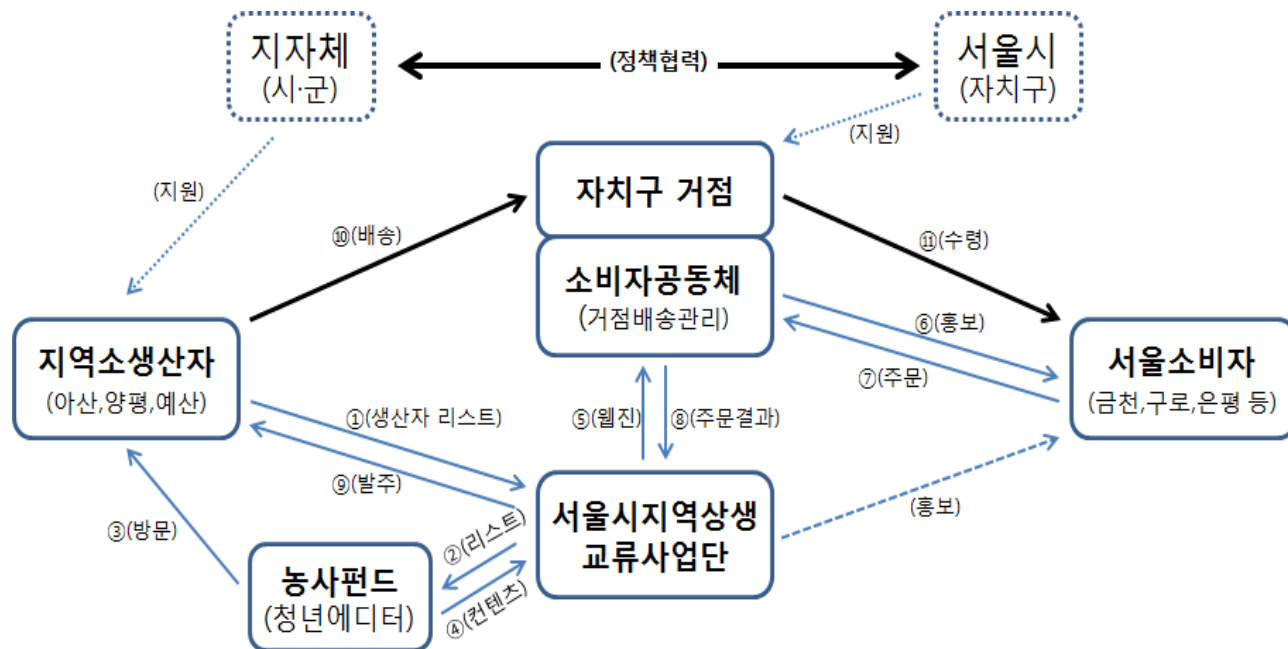 지자체
(시·군)
(정책협력)
서울시
(자치구)
(지원)
(지원)
자치구 거점
⑩(배송)
⑪(수령)
소비자공동체
(거점배송관리)
⑥(홍보)
지역소생산자
(아산,양평,예산)
서울소비자
(금천,구로,은평 등)
⑦(주문)
①(생산자 리스트)
⑤(웹진)
⑧(주문결과)
⑨(발주)
서울시지역상생
교류사업단
(홍보)
③(방문)
②(리스트)
농사펀드
(청년에디터)
④(컨텐츠)